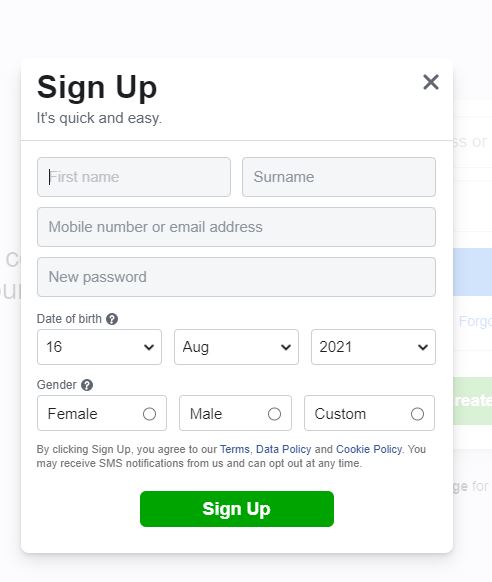 Sign Up
It's quick and easy.
First name
Surname
Mobile number or email address
New password
Date of birth ?
16
Aug
2021
Gender ?
Female
Male
Custom
By clicking Sign Up, you agree to our Terms, Data Policy and Cookie Policy. You
may receive SMS notifications from us and can opt out at any time.
Sign Up
or
for